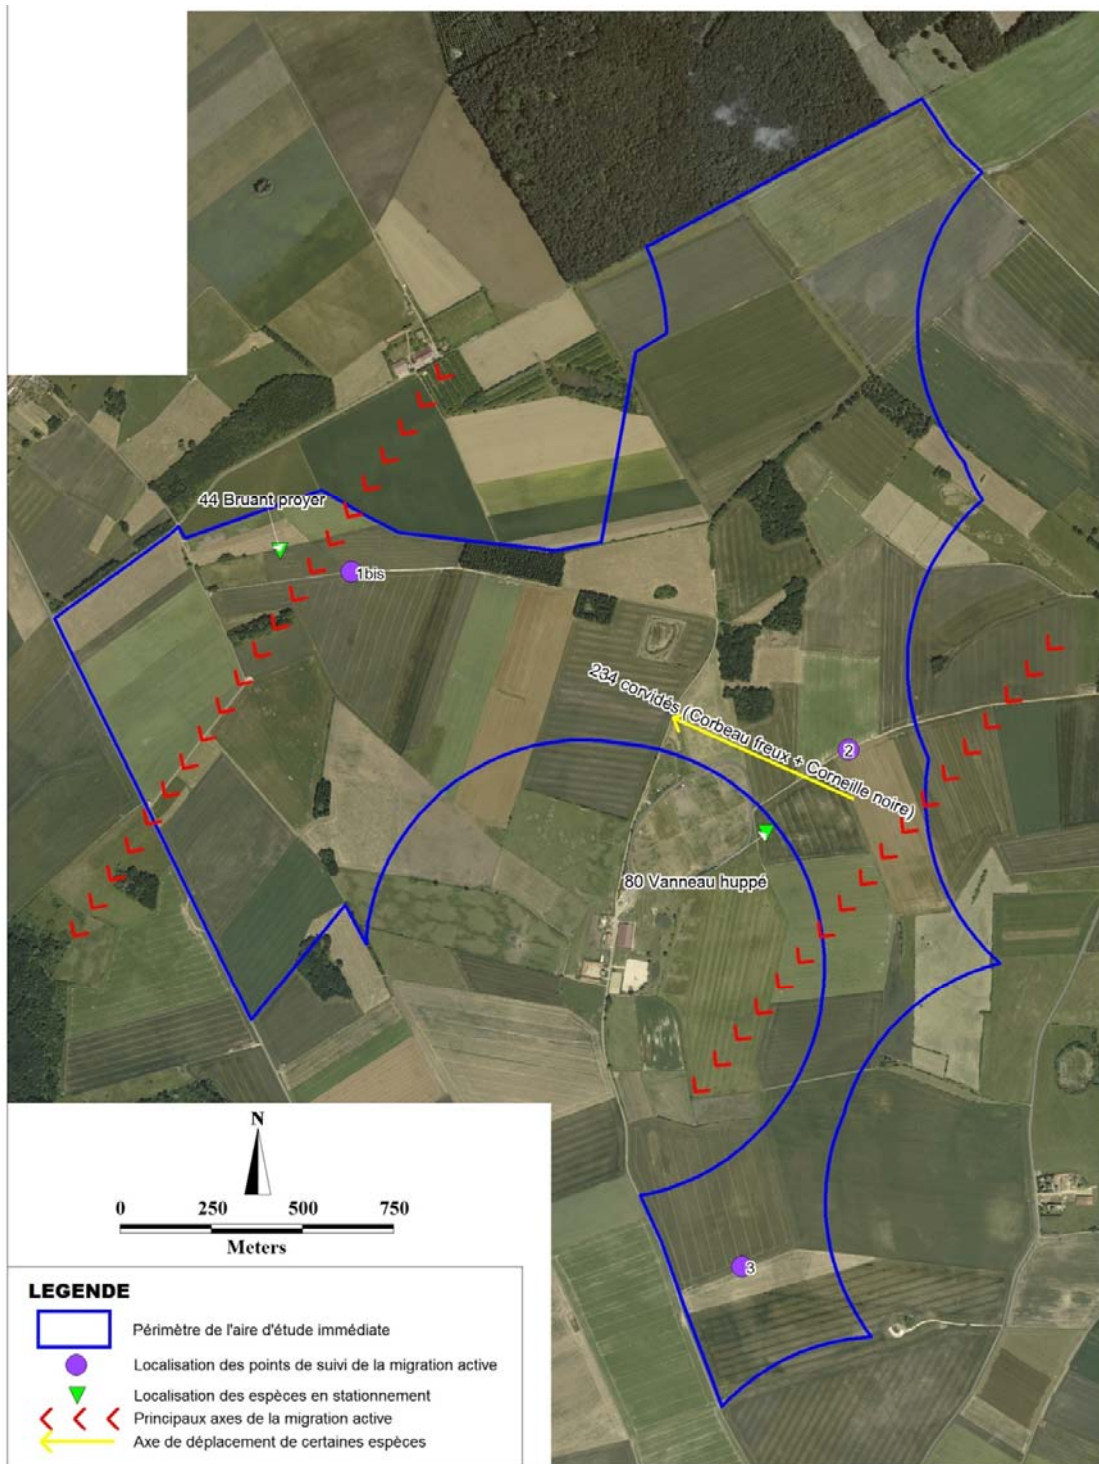 44 Bruant proyer
1bis
234 corvidés (Corbeau freux + Corneille noire)
2
80 Vanneau huppé
3
N
0 250 500 750
Meters
LEGENDE
Périmètre de l'aire d'étude immédiate
Localisation des points de suivi de la migration active
Localisation des espèces en stationnement
Principaux axes de la migration active
Axe de déplacement de certaines espèces